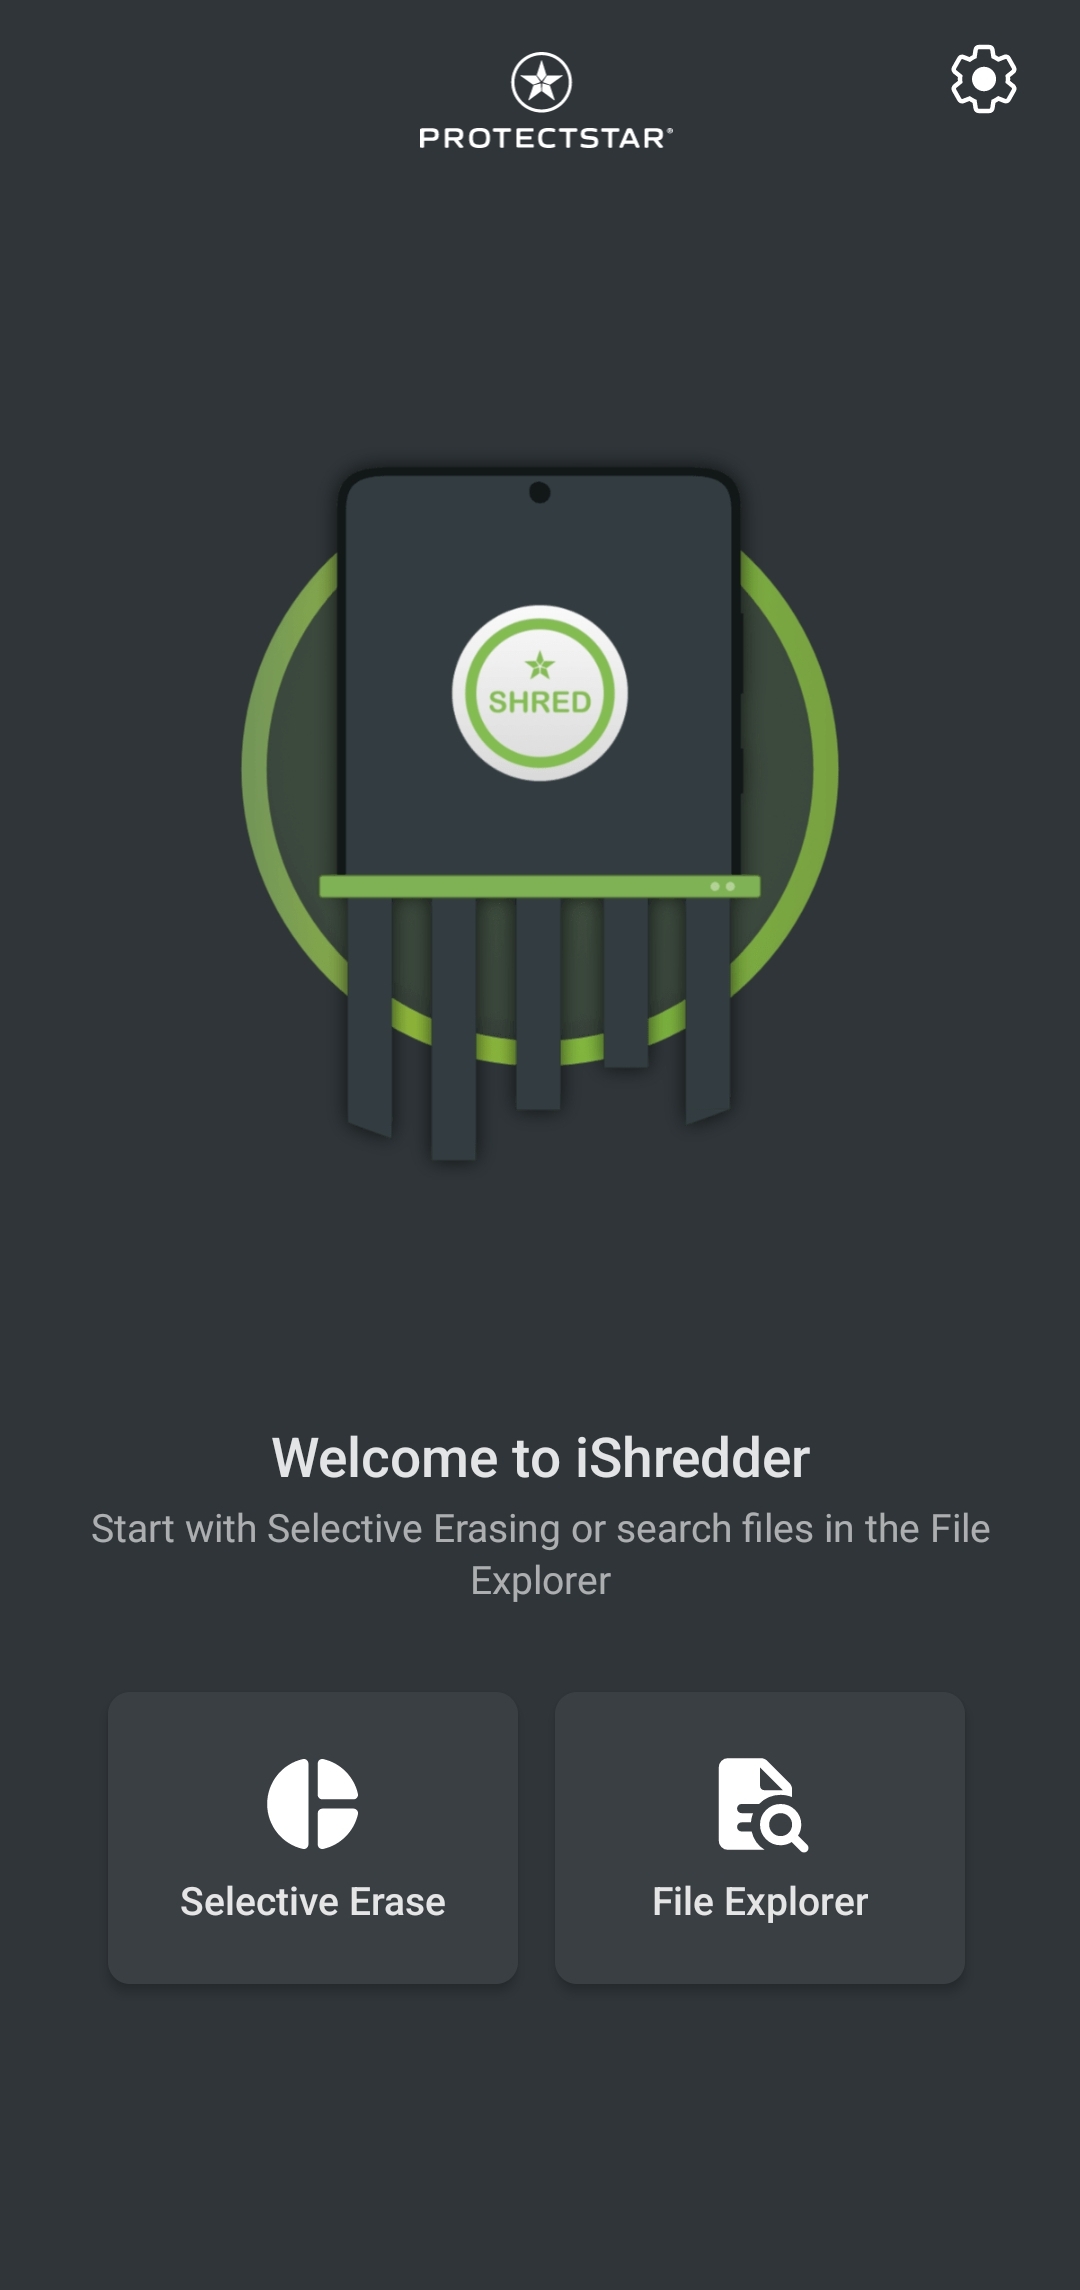 PROTECTSTAR®
SHRED
Welcome to iShredder
Start with Selective Erasing or search files in the File
Explorer
Selective Erase
File Explorer